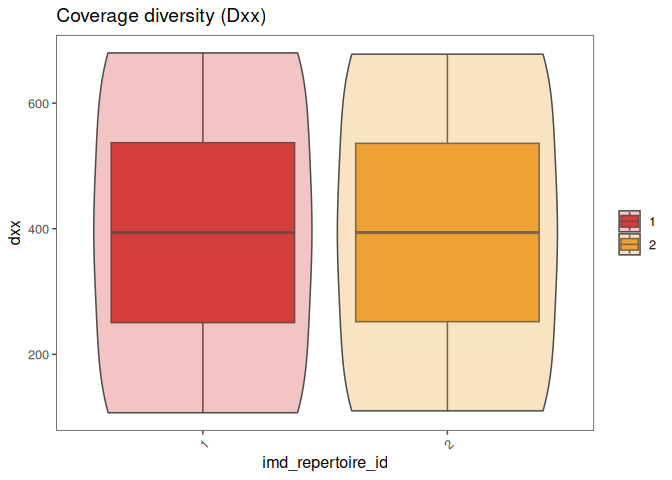 Coverage diversity (Dxx)
600
400
200
dxx
1
2
imd_repertoire_id
1
2